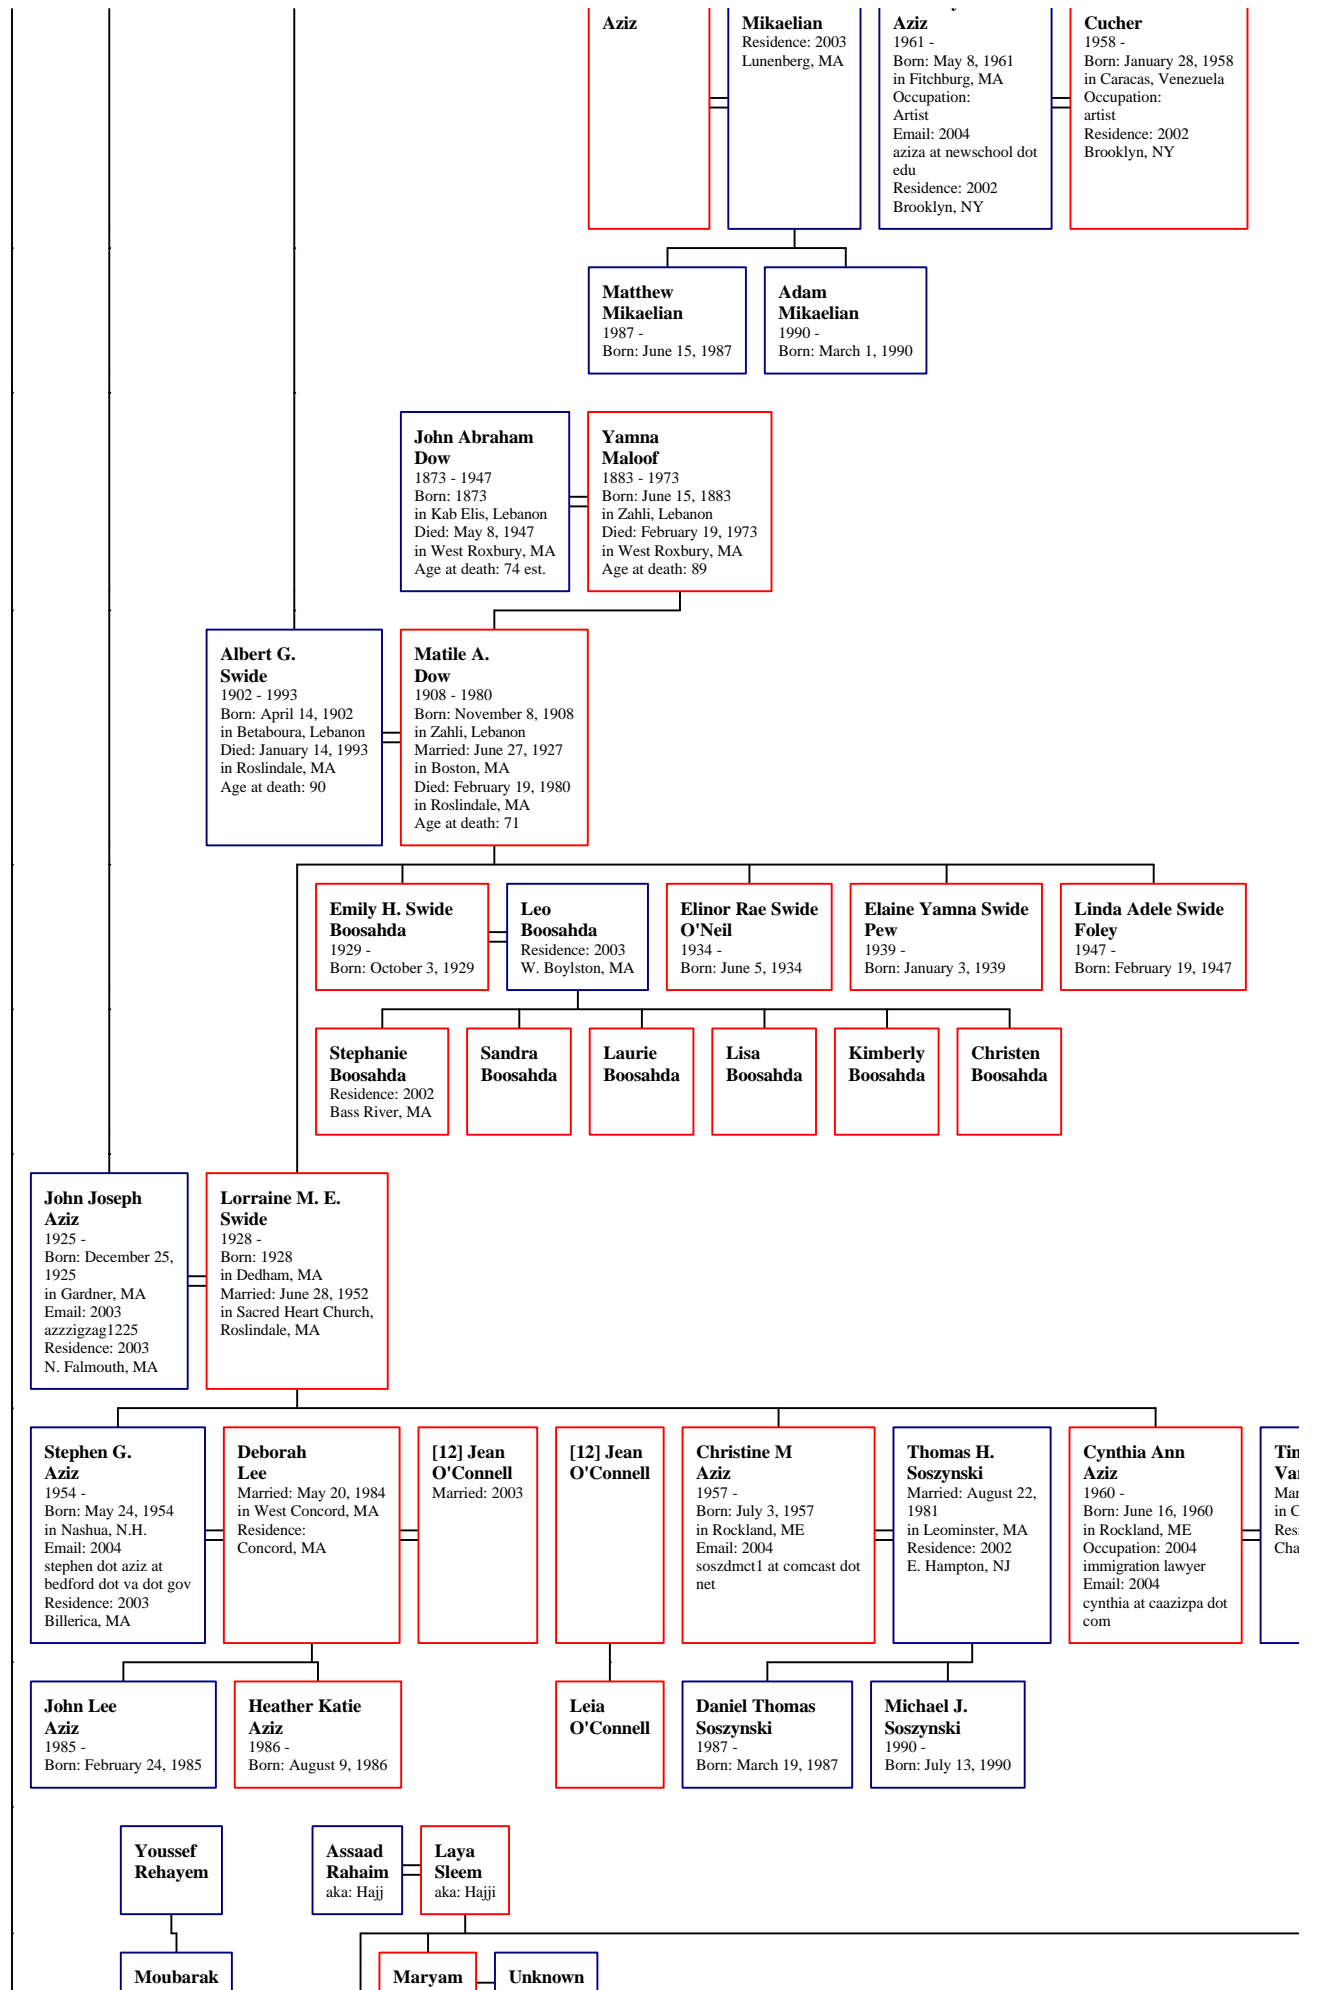 Aziz
Mikaelian
Residence: 2003
Lunenberg, MA
Aziz
1961 -
Born: May 8, 1961
in Fitchburg, MA
Occupation:
Artist
Email: 2004
aziza at newschool dot
edu
Residence: 2002
Brooklyn, NY
Cucher
1958 -
Born: January 28, 1958
in Caracas, Venezuela
Occupation:
artist
Residence: 2002
Brooklyn, NY
Matthew
Mikaelian
1987 -
Born: June 15, 1987
Adam
Mikaelian
1990 -
Born: March 1, 1990
John Abraham
Dow
1873 - 1947
Born: 1873
in Kab Elis, Lebanon
Died: May 8, 1947
in West Roxbury, MA
Age at death: 74 est.
Yamna
Maloof
1883 - 1973
Born: June 15, 1883
in Zahli, Lebanon
Died: February 19, 1973
in West Roxbury, MA
Age at death: 89
Albert G.
Swide
1902 - 1993
Born: April 14, 1902
in Betaboura, Lebanon
Died: January 14, 1993
in Roslindale, MA
Age at death: 90
Matile A.
Dow
1908 - 1980
Born: November 8, 1908
in Zahli, Lebanon
Married: June 27, 1927
in Boston, MA
Died: February 19, 1980
in Roslindale, MA
Age at death: 71
Emily H. Swide
Boosahda
1929 -
Born: October 3, 1929
Leo
Boosahda
Residence: 2003
W. Boylston, MA
Elinor Rae Swide
O'Neil
1934 -
Born: June 5, 1934
Elaine Yamna Swide
Pew
1939 -
Born: January 3, 1939
Linda Adele Swide
Foley
1947 -
Born: February 19, 1947
Stephanie
Boosahda
Residence: 2002
Bass River, MA
Sandra
Boosahda
Laurie
Boosahda
Lisa
Boosahda
Kimberly
Boosahda
Christen
Boosahda
John Joseph
Aziz
1925 -
Born: December 25,
1925
in Gardner, MA
Email: 2003
azzzigzag1225
Residence: 2003
N. Falmouth, MA
Lorraine M. E.
Swide
1928 -
Born: 1928
in Dedham, MA
Married: June 28, 1952
in Sacred Heart Church,
Roslindale, MA
Stephen G.
Aziz
1954 -
Born: May 24, 1954
in Nashua, N.H.
Email: 2004
stephen dot aziz at
bedford dot va dot gov
Residence: 2003
Billerica, MA
Deborah
Lee
Married: May 20, 1984
in West Concord, MA
Residence:
Concord, MA
[12] Jean
O'Connell
Married: 2003
[12] Jean
O'Connell
Christine M
Aziz
1957 -
Born: July 3, 1957
in Rockland, ME
Email: 2004
soszdmct1 at comcast dot
net
Thomas H.
Soszynski
Married: August 22,
1981
in Leominster, MA
Residence: 2002
E. Hampton, NJ
Cynthia Ann
Aziz
1960 -
Born: June 16, 1960
in Rockland, ME
Occupation: 2004
immigration lawyer
Email: 2004
cynthia at caazizpa dot
com
John Lee
Aziz
1985 -
Born: February 24, 1985
Heather Katie
Aziz
1986 -
Born: August 9, 1986
Leia
O'Connell
Daniel Thomas
Soszynski
1987 -
Born: March 19, 1987
Michael J.
Soszynski
1990 -
Born: July 13, 1990
Youssef
Rehayem
Assaad
Rahaim
aka: Hajj
Laya
Sleem
aka: Hajji
Moubarak
Maryam
Unknown